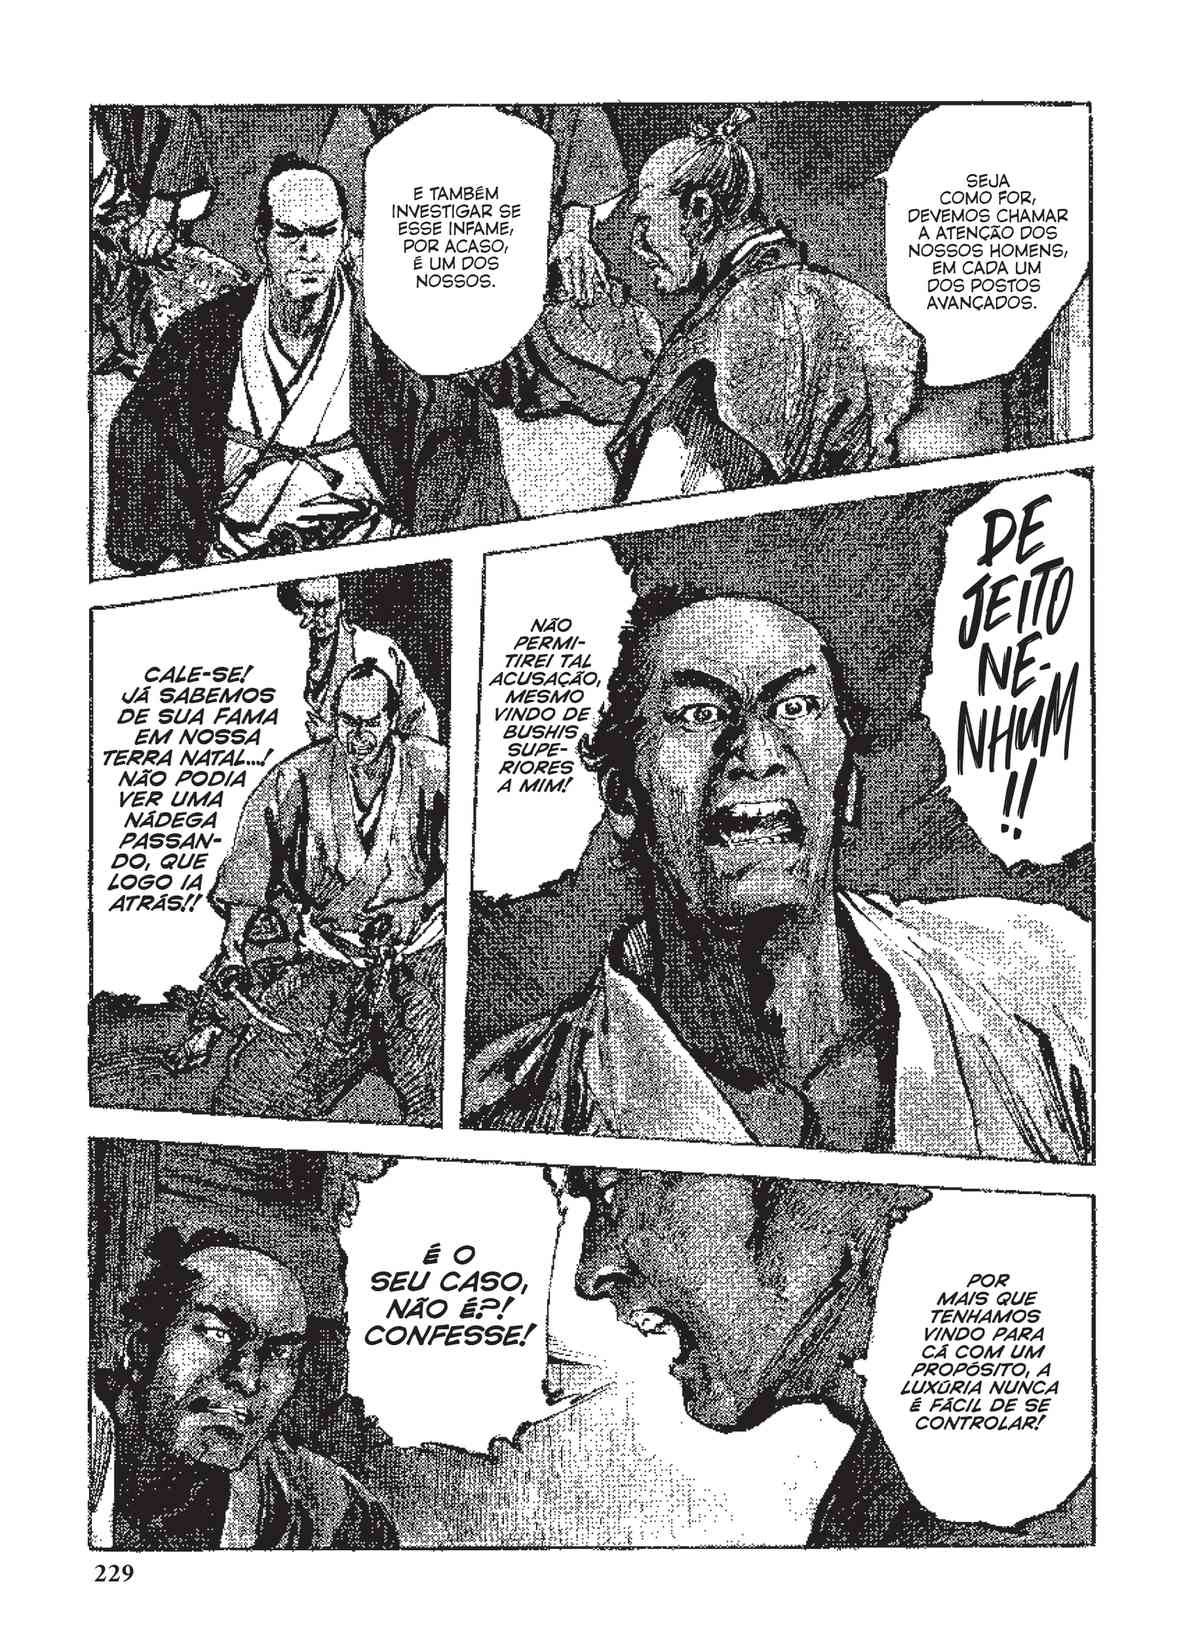 SEJA
COMO FOR,
DEVEMOS CHAMAR
A ATENÇÃO DOS
NOSSOS HOMENS,
EM CADA UM
DOS POSTOS
AVANÇADOS.
E TAMBÉM
INVESTIGAR SE
ESSE INFAME,
POR ACASO,
É UM DOS
NOSSOS.
DE
JEITO
NE-
NHUM
!!
NÃO
PERMI-
TIREI TAL
ACUSAÇÃO,
MESMO
VINDO DE
BUSHIS
SUPE-
RIORES
A MIM!
CALE-SE!
JÁ SABEMOS
DE SUA FAMA
EM NOSSA
TERRA NATAL...!
NÃO PODIA
VER UMA
NÁDEGA
PASSAN-
DO, QUE
LOGO IA
ATRÁS!!
POR
MAIS QUE
TENHAMOS
VINDO PARA
CÁ COM UM
PROPÓSITO, A
LUXÚRIA NUNCA
É FÁCIL DE SE
CONTROLAR!
É O
SEU CASO,
NÃO É?!
CONFESSE!
229